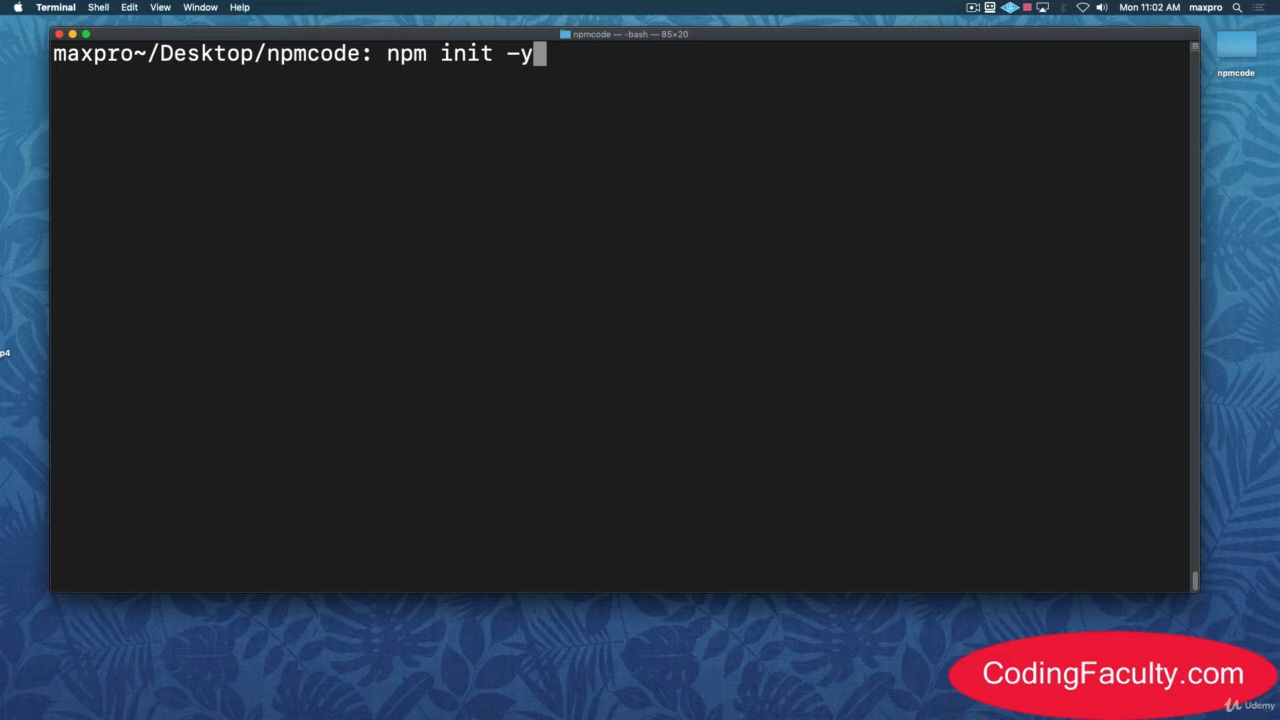 Terminal Shell Edit View Window Help Mon 11:02 AM maxpro
npmcode — -bash — 85×20
maxpro~/Desktop/npmcode: npm init -y
npmcode
p4
CodingFaculty.com
Udemy